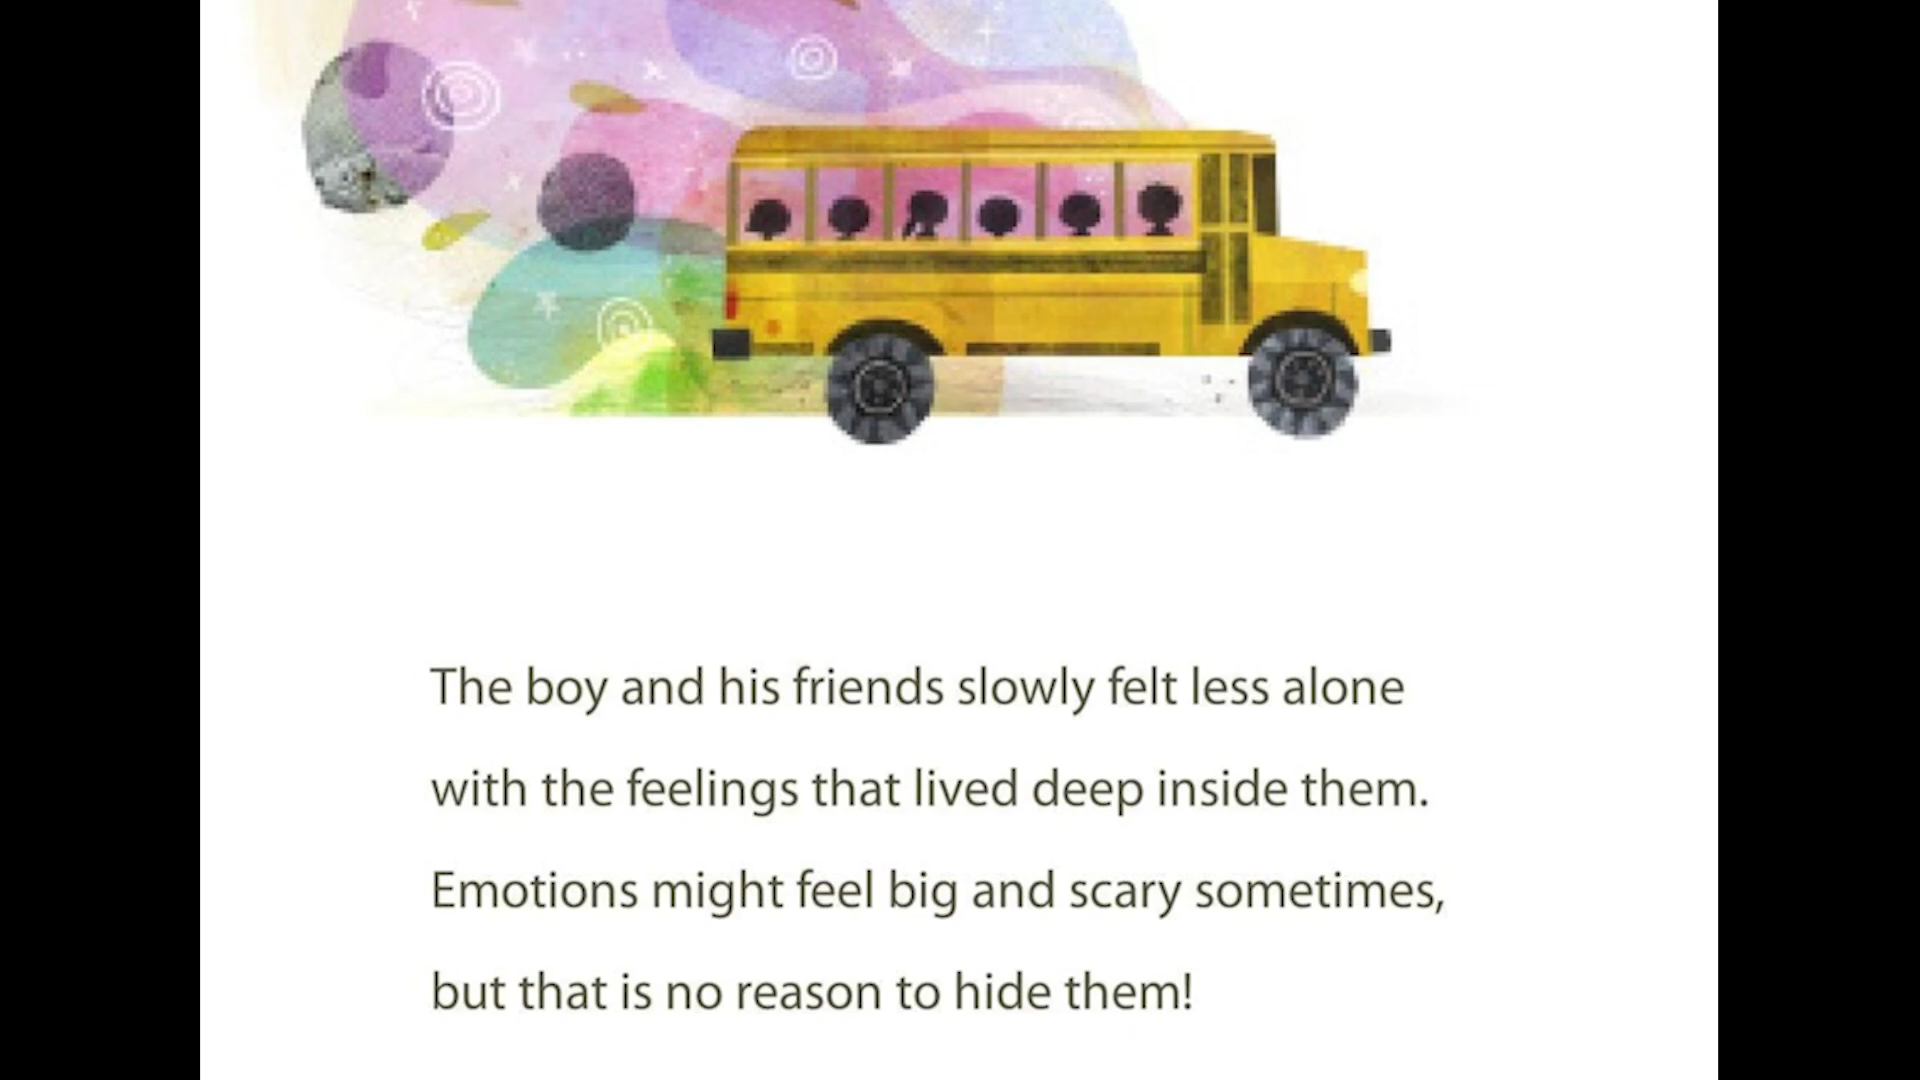 The boy and his friends slowly felt less alone
with the feelings that lived deep inside them.
Emotions might feel big and scary sometimes,
but that is no reason to hide them!